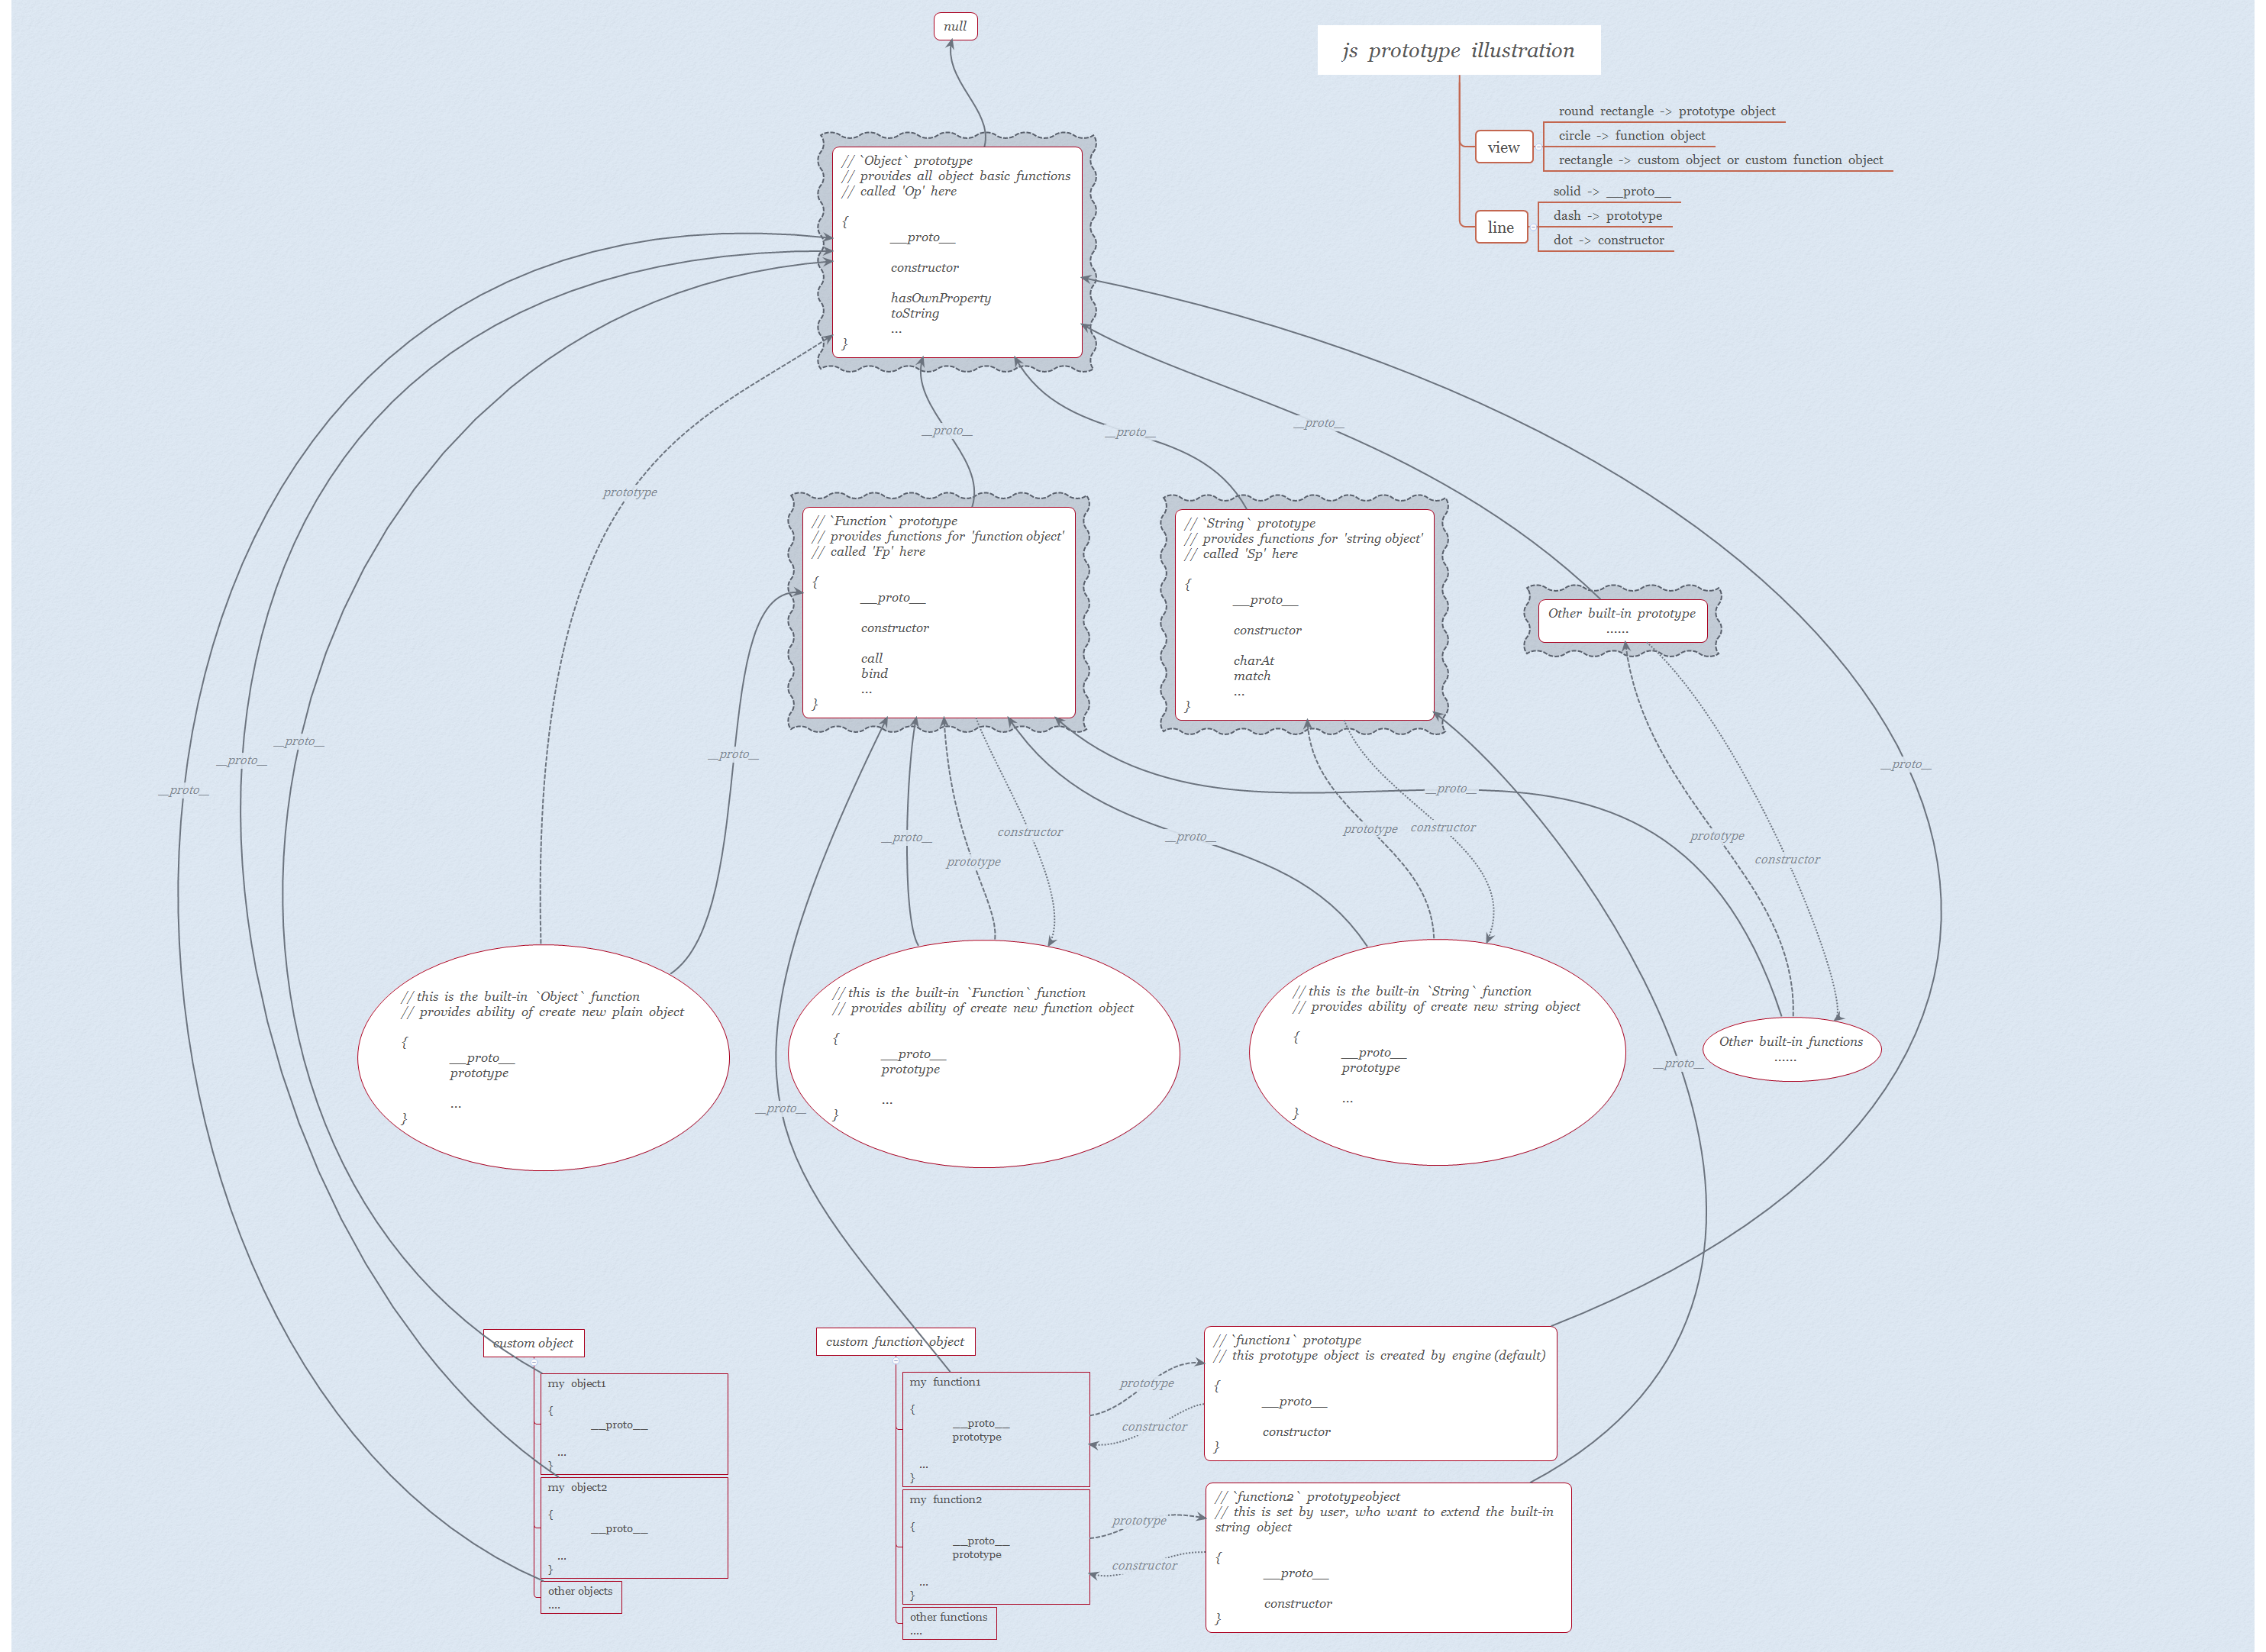 null
js prototype illustration
view
round rectangle -> prototype object
circle -> function object
rectangle -> custom object or custom function object
line
solid -> __proto__
dash -> prototype
dot -> constructor
// `Object` prototype
// provides all object basic functions
// called 'Op' here
{
__proto__
constructor
hasOwnProperty
toString
...
}
__proto__
__proto__
__proto__
prototype
// `Function` prototype
// provides functions for 'function object'
// called 'Fp' here
{
__proto__
constructor
call
bind
...
}
// `String` prototype
// provides functions for 'string object'
// called 'Sp' here
{
__proto__
constructor
charAt
match
...
}
Other built-in prototype
......
__proto__
__proto__
__proto__
__proto__
__proto__
__proto__
__proto__
prototype
constructor
__proto__
prototype
constructor
prototype
constructor
// this is the built-in `Object` function
// provides ability of create new plain object
{
__proto__
prototype
...
}
// this is the built-in `Function` function
// provides ability of create new function object
{
__proto__
prototype
...
}
// this is the built-in `String` function
// provides ability of create new string object
{
__proto__
prototype
...
}
Other built-in functions
......
__proto__
__proto__
custom object
my object1
{
__proto__
...
}
my object2
{
__proto__
...
}
other objects
....
custom function object
my function1
{
__proto__
prototype
...
}
my function2
{
__proto__
prototype
...
}
other functions
....
prototype
constructor
prototype
constructor
// `function1` prototype
// this prototype object is created by engine (default)
{
__proto__
constructor
}
// `function2` prototypeobject
// this is set by user, who want to extend the built-in
string object
{
__proto__
constructor
}